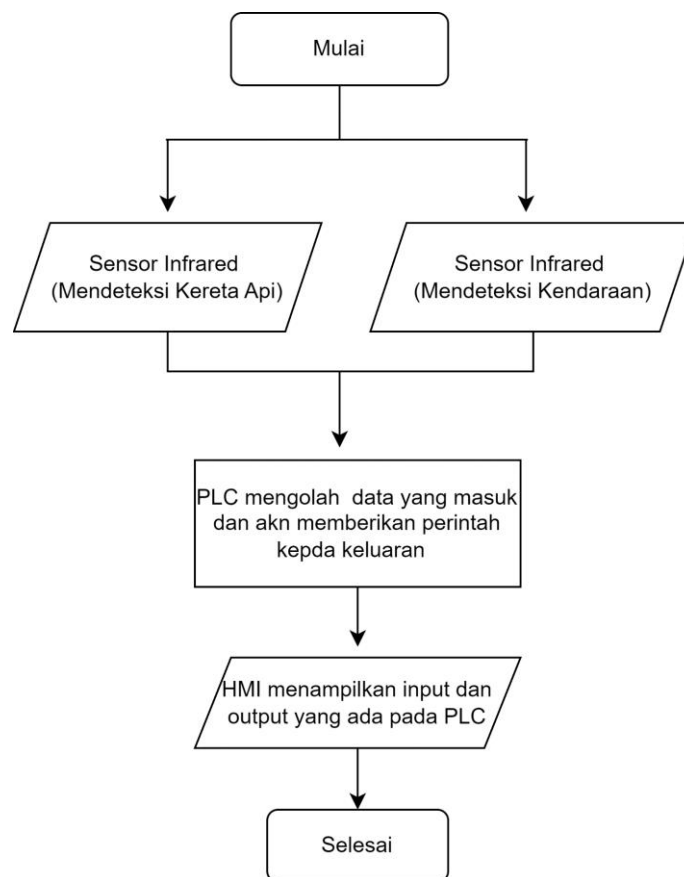 Mulai
Sensor Infrared
(Mendeteksi Kereta Api)
Sensor Infrared
(Mendeteksi Kendaraan)
PLC mengolah data yang masuk
dan akn memberikan perintah
kepda keluaran
HMI menampilkan input dan
output yang ada pada PLC
Selesai